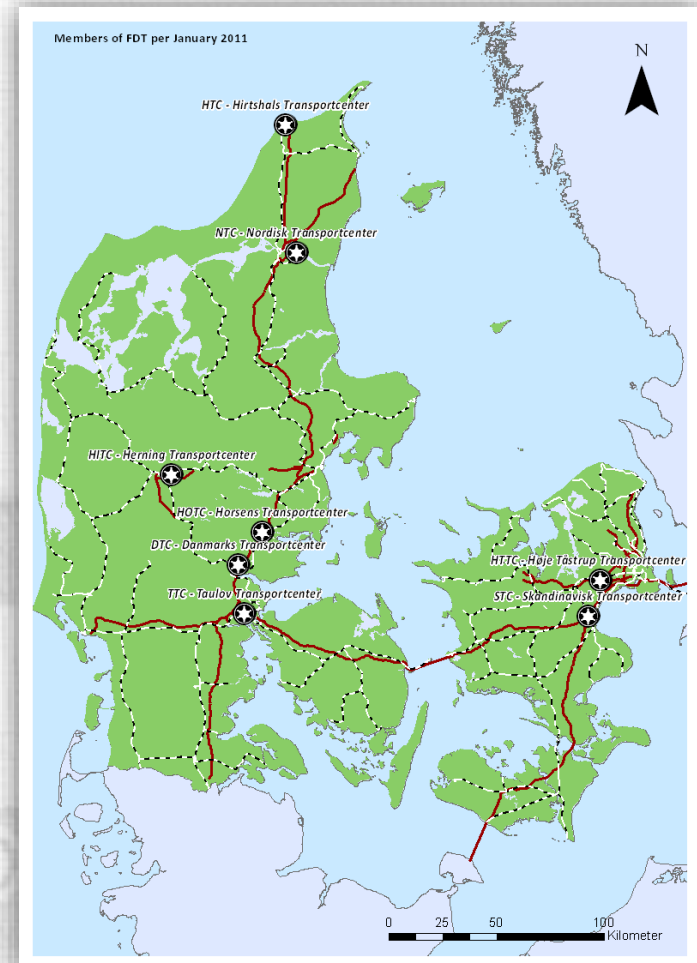 Members of FDT per January 2011
N
HTC - Hirtshals Transportcenter
NTC - Nordisk Transportcenter
HITC - Herning Transportcenter
HOTC - Horsens Transportcenter
DTC - Danmarks Transportcenter
HTTC - Høje Tåstrup Transportcenter
TTC - Taulov Transportcenter
STC - Skandinavisk Transportcenter
0 25 50 100
Kilometer